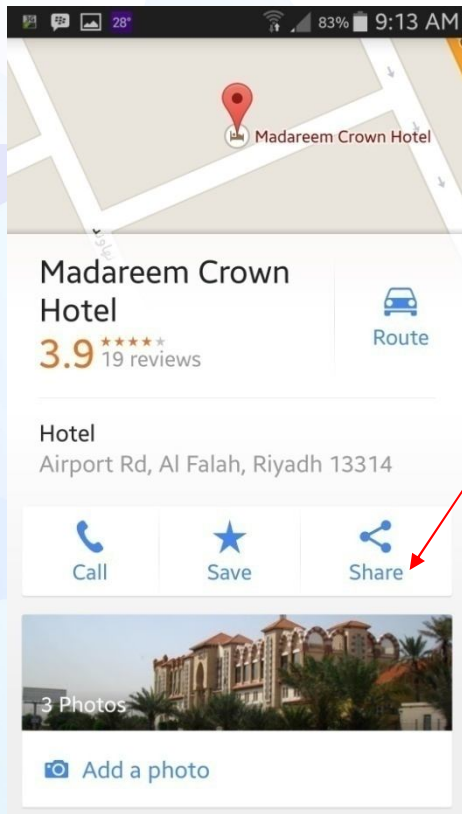 28° 83% 9:13 AM
Madareem Crown Hotel
نهاوند
Madareem Crown
Hotel
Route
3.9 19 reviews
Hotel
Airport Rd, Al Falah, Riyadh 13314
Call Save Share
3 Photos
Add a photo